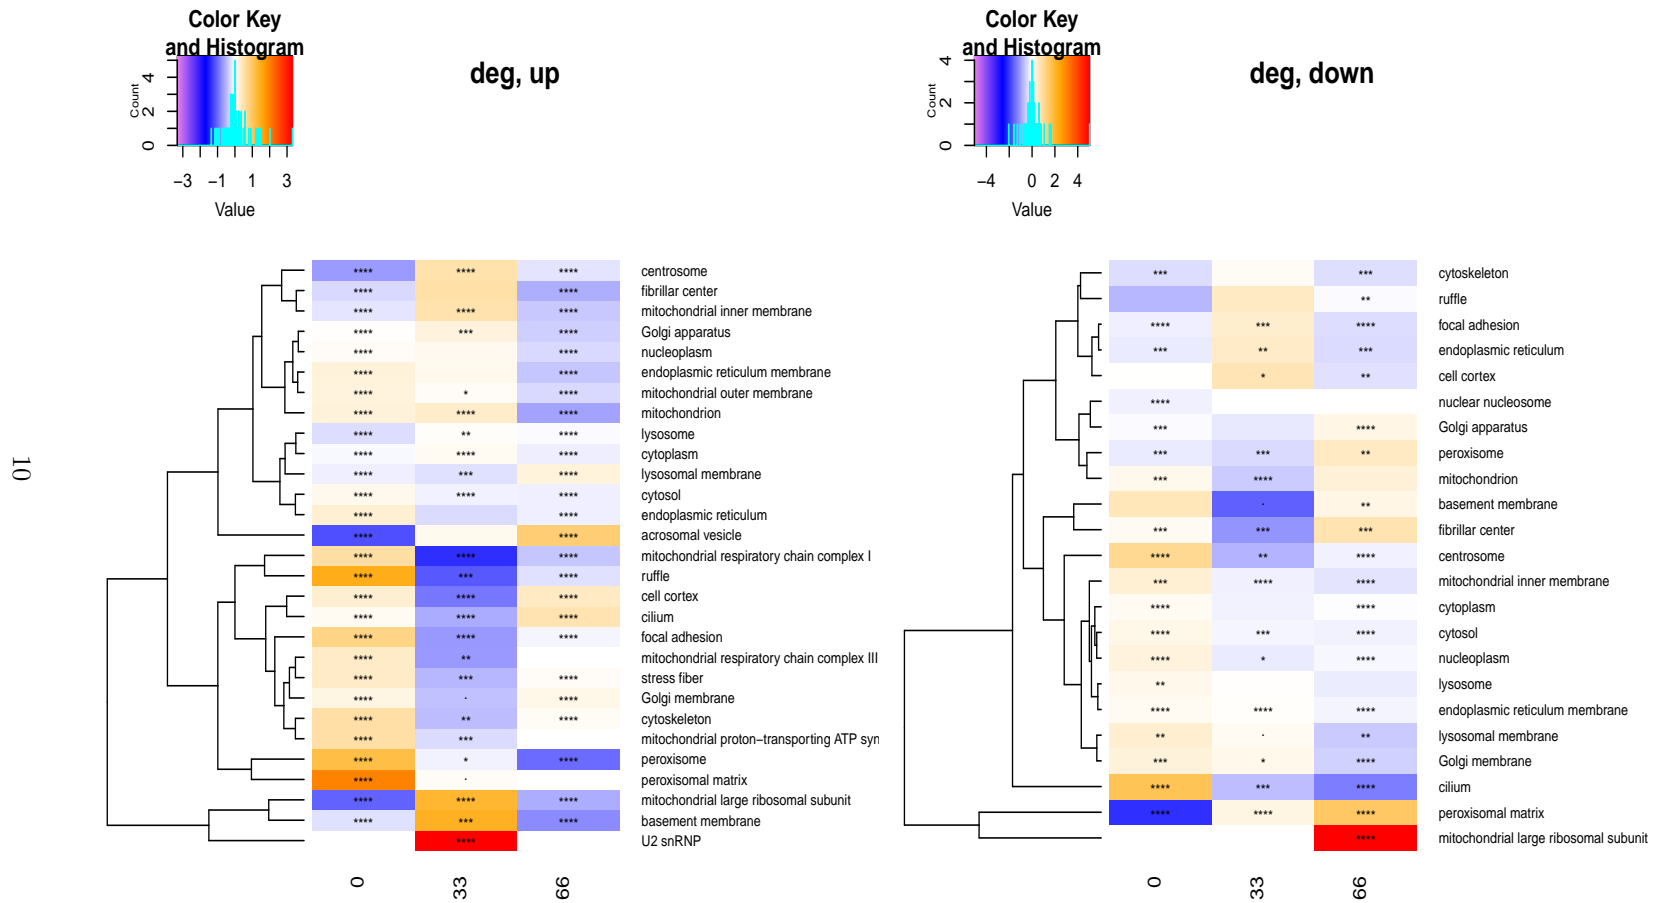 Color Key
and Histogram
Count
0 2 4
−3 −1 1 3
Value
deg, up
**** **** **** centrosome
**** **** fibrillar center
**** **** **** mitochondrial inner membrane
**** *** **** Golgi apparatus
**** **** nucleoplasm
**** **** endoplasmic reticulum membrane
**** * **** mitochondrial outer membrane
**** **** **** mitochondrion
**** ** **** lysosome
**** **** **** cytoplasm
**** *** **** lysosomal membrane
**** **** **** cytosol
**** **** endoplasmic reticulum
**** **** acrosomal vesicle
**** **** **** mitochondrial respiratory chain complex I
**** *** **** ruffle
**** **** **** cell cortex
**** **** **** cilium
**** **** **** focal adhesion
**** ** mitochondrial respiratory chain complex III
**** *** **** stress fiber
**** . **** Golgi membrane
**** ** **** cytoskeleton
**** *** mitochondrial proton−transporting ATP syn
**** * **** peroxisome
**** . peroxisomal matrix
**** **** **** mitochondrial large ribosomal subunit
**** *** **** basement membrane
**** U2 snRNP
0 33 66
Color Key
and Histogram
Count
0 2 4
−4 0 2 4
Value
deg, down
*** *** cytoskeleton
** ruffle
**** *** **** focal adhesion
*** ** *** endoplasmic reticulum
* ** cell cortex
**** nuclear nucleosome
*** **** Golgi apparatus
*** *** ** peroxisome
*** **** mitochondrion
. ** basement membrane
*** *** *** fibrillar center
**** ** **** centrosome
*** **** **** mitochondrial inner membrane
**** **** cytoplasm
**** *** **** cytosol
**** * **** nucleoplasm
** lysosome
**** **** **** endoplasmic reticulum membrane
** . ** lysosomal membrane
*** * **** Golgi membrane
**** *** **** cilium
**** **** **** peroxisomal matrix
**** mitochondrial large ribosomal subunit
0 33 66
10